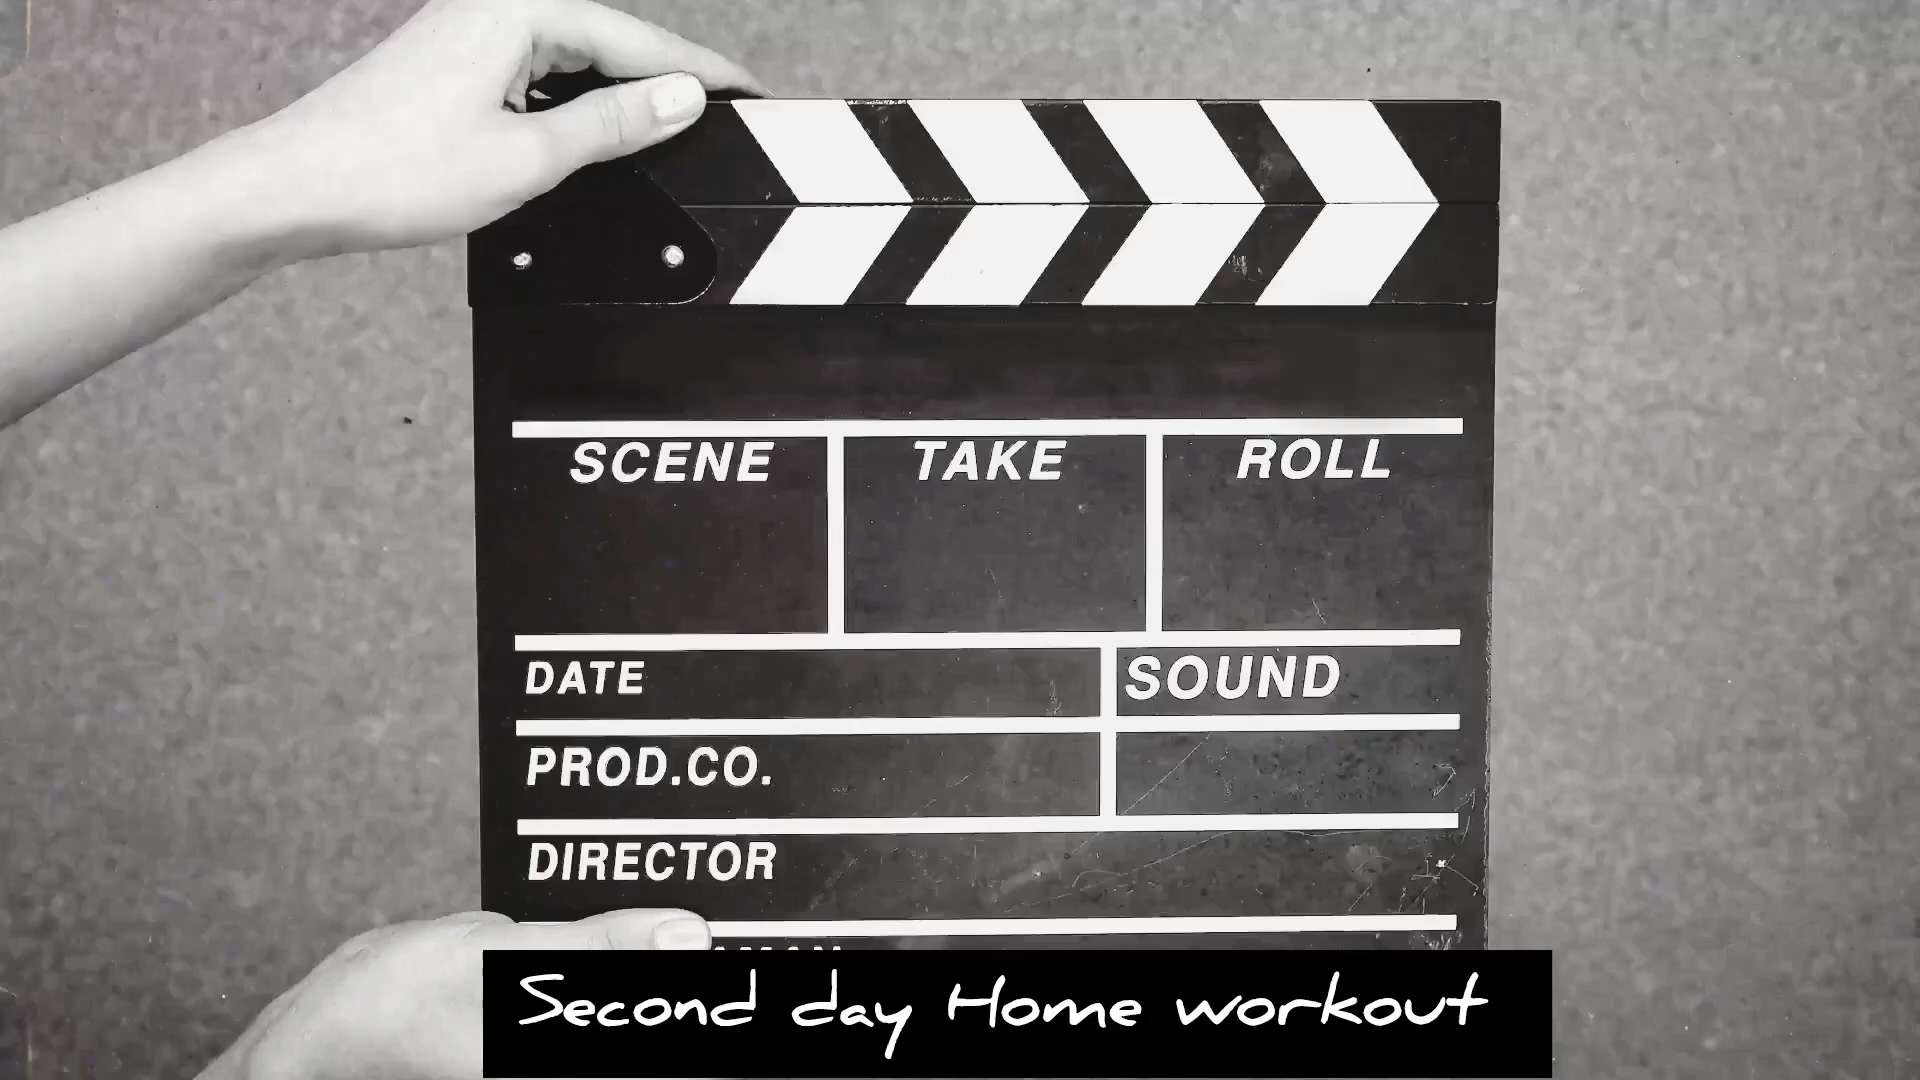 SCENE TAKE ROLL
DATE SOUND
PROD.CO.
DIRECTOR
Second day Home workout